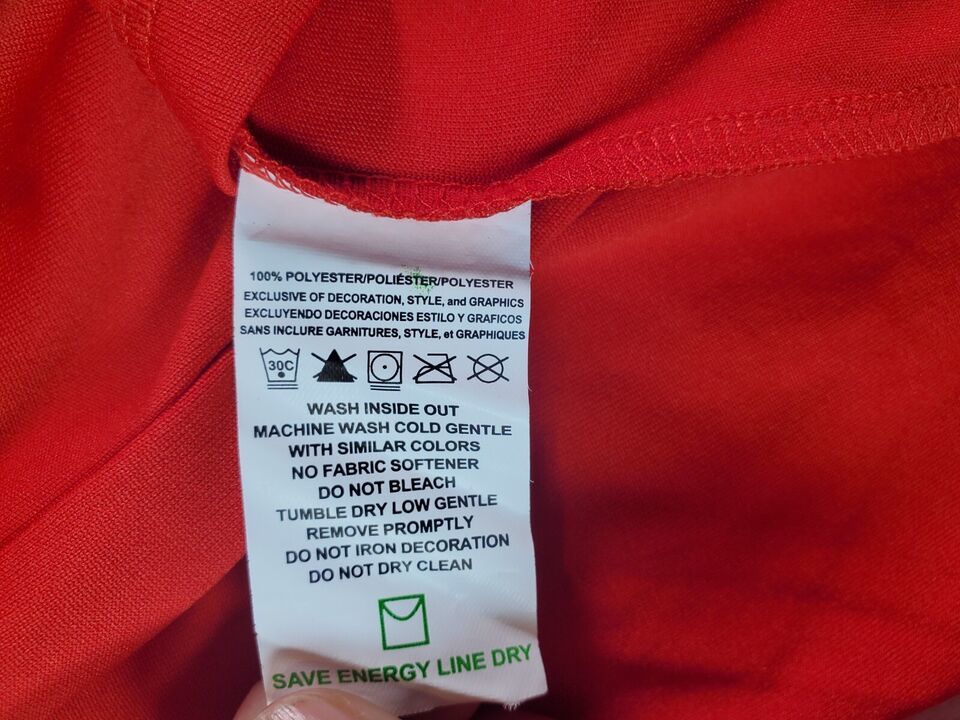 100% POLYESTER/POLIÉSTER/POLYESTER
EXCLUSIVE OF DECORATION, STYLE, and GRAPHICS
EXCLUYENDO DECORACIONES ESTILO Y GRAFICOS
SANS INCLURE GARNITURES, STYLE, et GRAPHIQUES
30C
WASH INSIDE OUT
MACHINE WASH COLD GENTLE
WITH SIMILAR COLORS
NO FABRIC SOFTENER
DO NOT BLEACH
TUMBLE DRY LOW GENTLE
REMOVE PROMPTLY
DO NOT IRON DECORATION
DO NOT DRY CLEAN
SAVE ENERGY LINE DRY